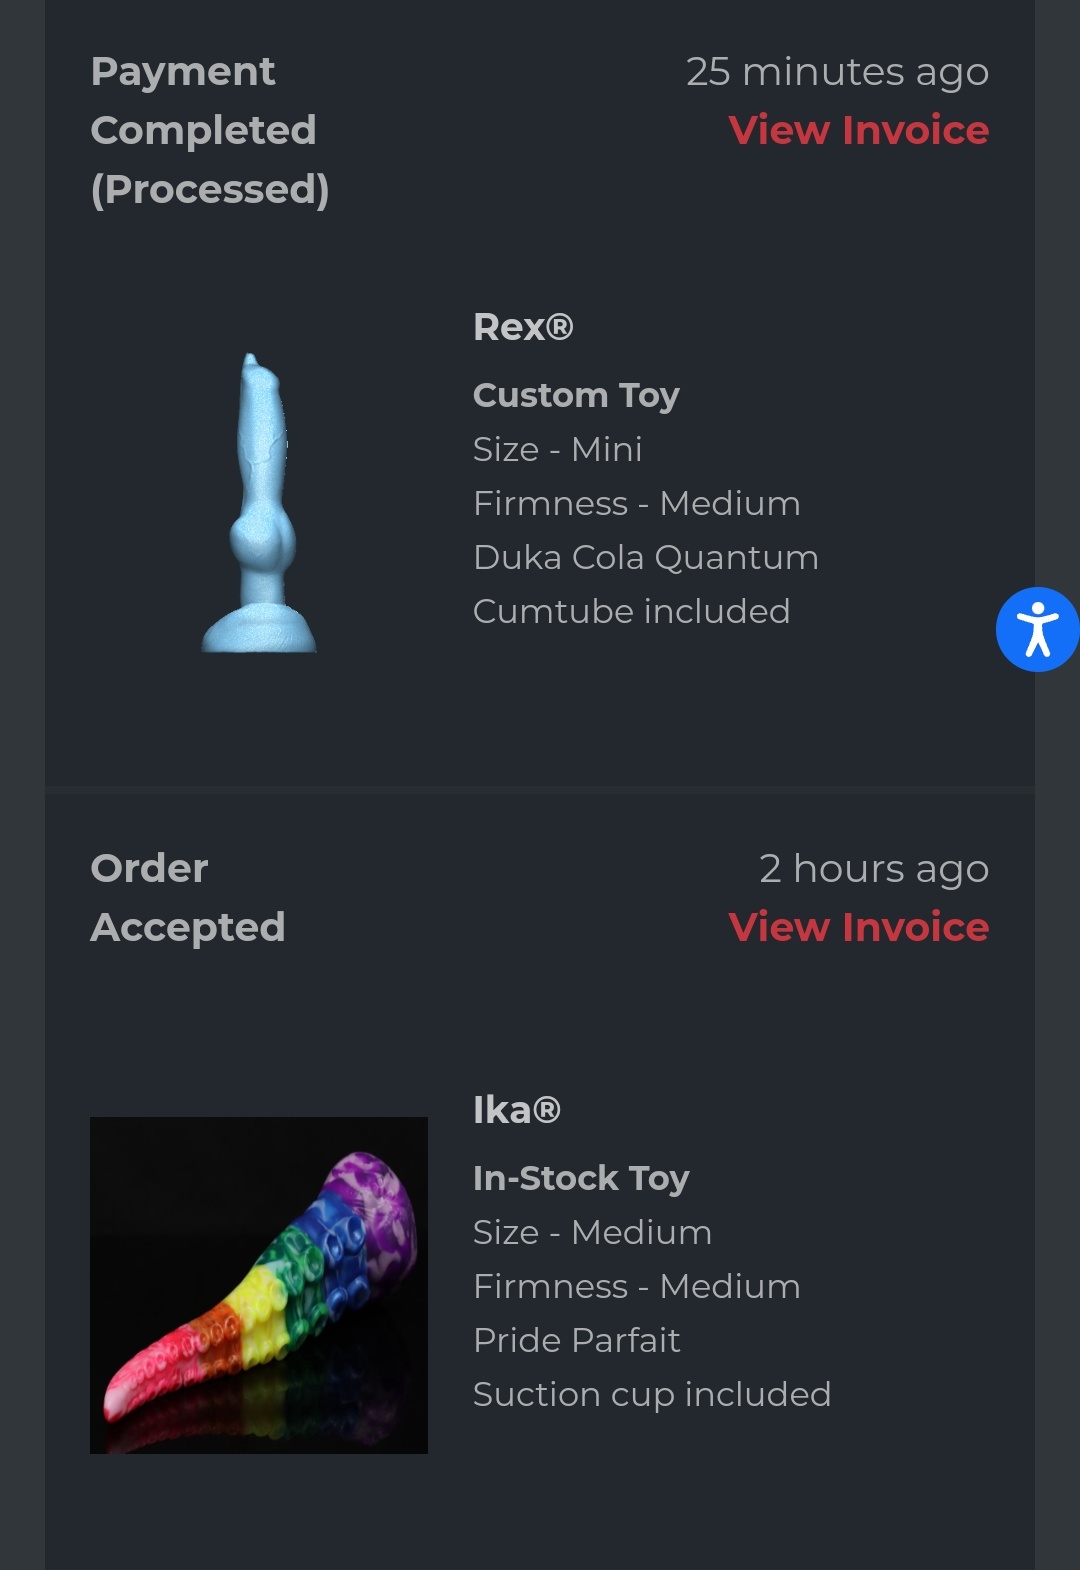 Payment
Completed
(Processed)
25 minutes ago
View Invoice
Rex®
Custom Toy
Size - Mini
Firmness - Medium
Duka Cola Quantum
Cumtube included
Order
Accepted
2 hours ago
View Invoice
Ika®
In-Stock Toy
Size - Medium
Firmness - Medium
Pride Parfait
Suction cup included